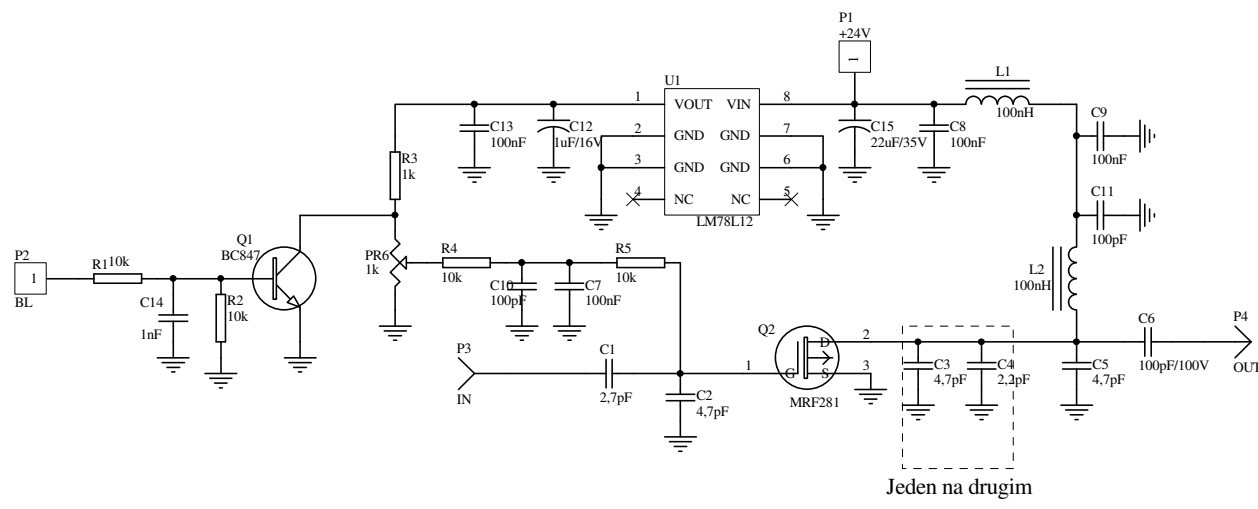 P1
+24V
1
U1
L1
100nH
1 VOUT VIN 8
2 GND GND 7
3 GND GND 6
4 NC NC 5
LM78L12
C13
100nF
C12
1uF/16V
C15
22uF/35V
C8
100nF
C9
100nF
C11
100pF
R3
1k
P2
1
BL
R1 10k
Q1
BC847
C14
1nF
R2
10k
PR6
1k
R4
10k
R5
10k
C10
100pF
C7
100nF
L2
100nH
P3
IN
C1
2,7pF
C2
4,7pF
Q2
1
G
D
S
2
3
MRF281
C3
4,7pF
C4
2,2pF
C5
4,7pF
C6
100pF/100V
P4
OUT
Jeden na drugim